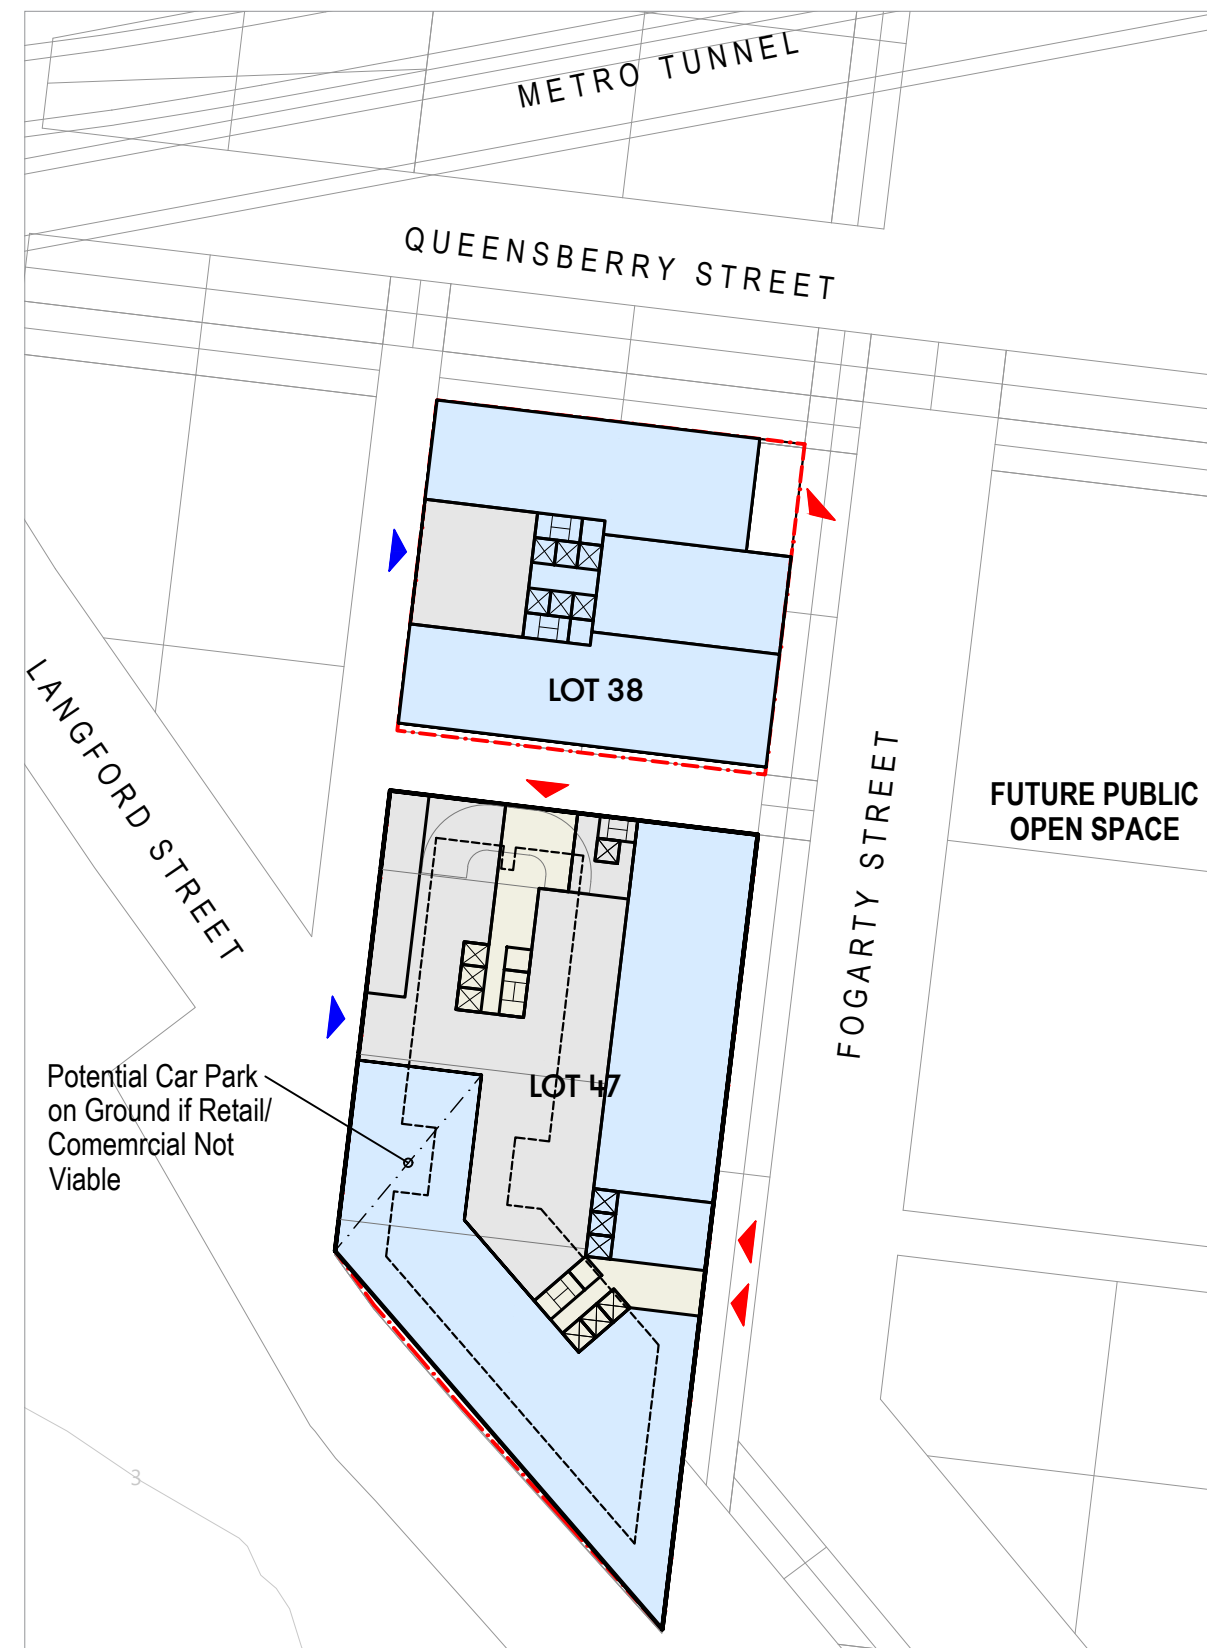 METRO TUNNEL
QUEENSBERRY STREET
LOT 38
LANGFORD STREET
FOGARTY STREET
FUTURE PUBLIC
OPEN SPACE
LOT 47
Potential Car Park
on Ground if Retail/
Comemrcial Not
Viable
3